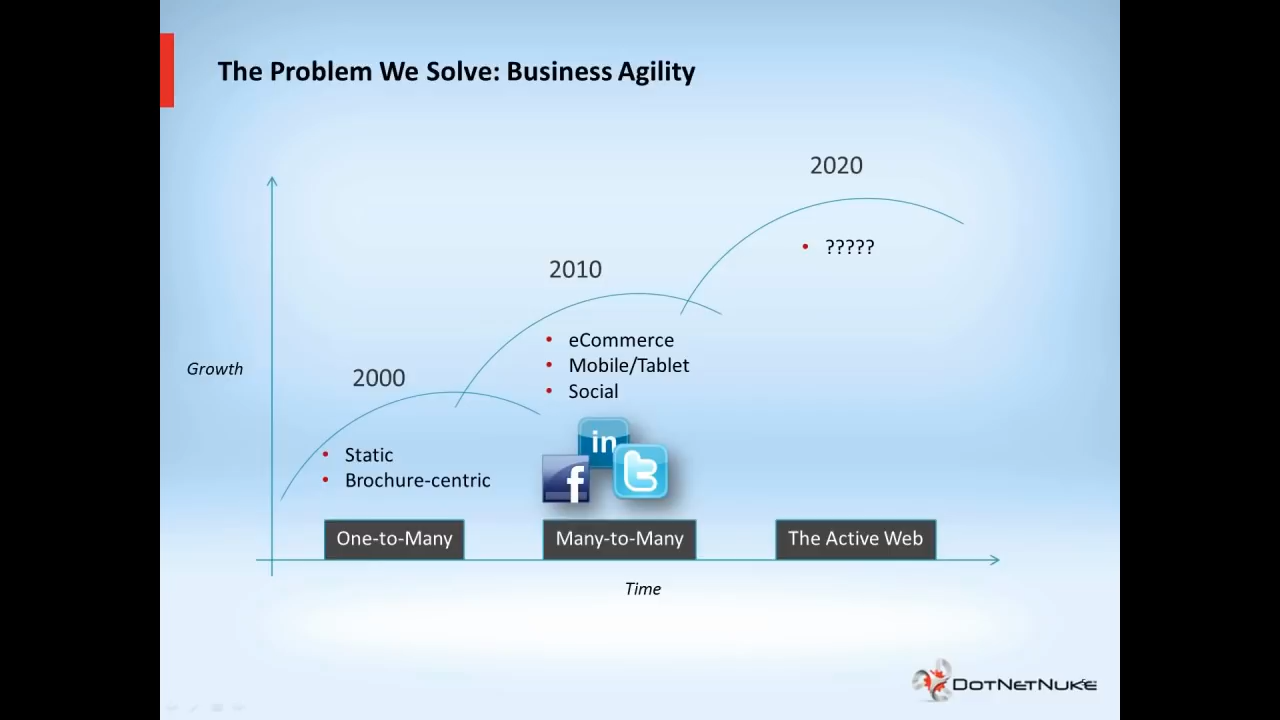 The Problem We Solve: Business Agility
2020
• ?????
2010
• eCommerce
• Mobile/Tablet
• Social
Growth
2000
• Static
• Brochure-centric
in
f
t
One-to-Many
Many-to-Many
The Active Web
Time
DotNetNuke